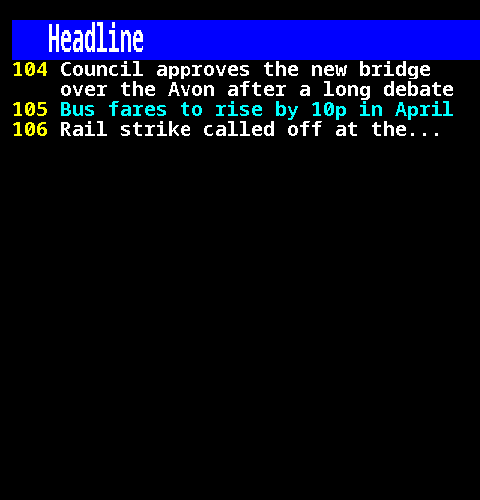 Headline
104 Council approves the new bridge
over the Avon after a long debate
105 Bus fares to rise by 10p in April
106 Rail strike called off at the...